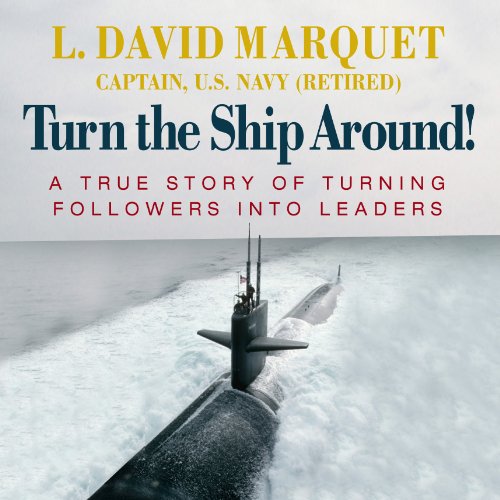 L. DAVID MARQUET
CAPTAIN, U.S. NAVY (RETIRED)
Turn the Ship Around!
A TRUE STORY OF TURNING
FOLLOWERS INTO LEADERS